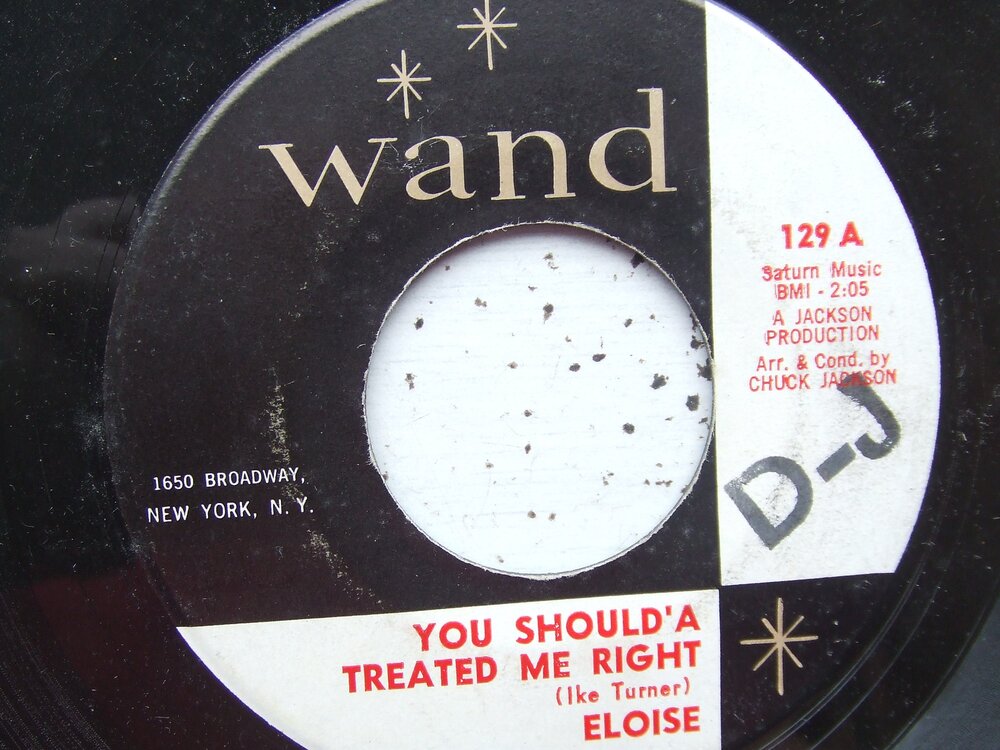 wand
129 A
Saturn Music
BMI - 2:05
A JACKSON
PRODUCTION
Arr. & Cond. by
CHUCK JACKSON
D-J
1650 BROADWAY,
NEW YORK, N.Y.
YOU SHOULD'A
TREATED ME RIGHT
(Ike Turner)
ELOISE